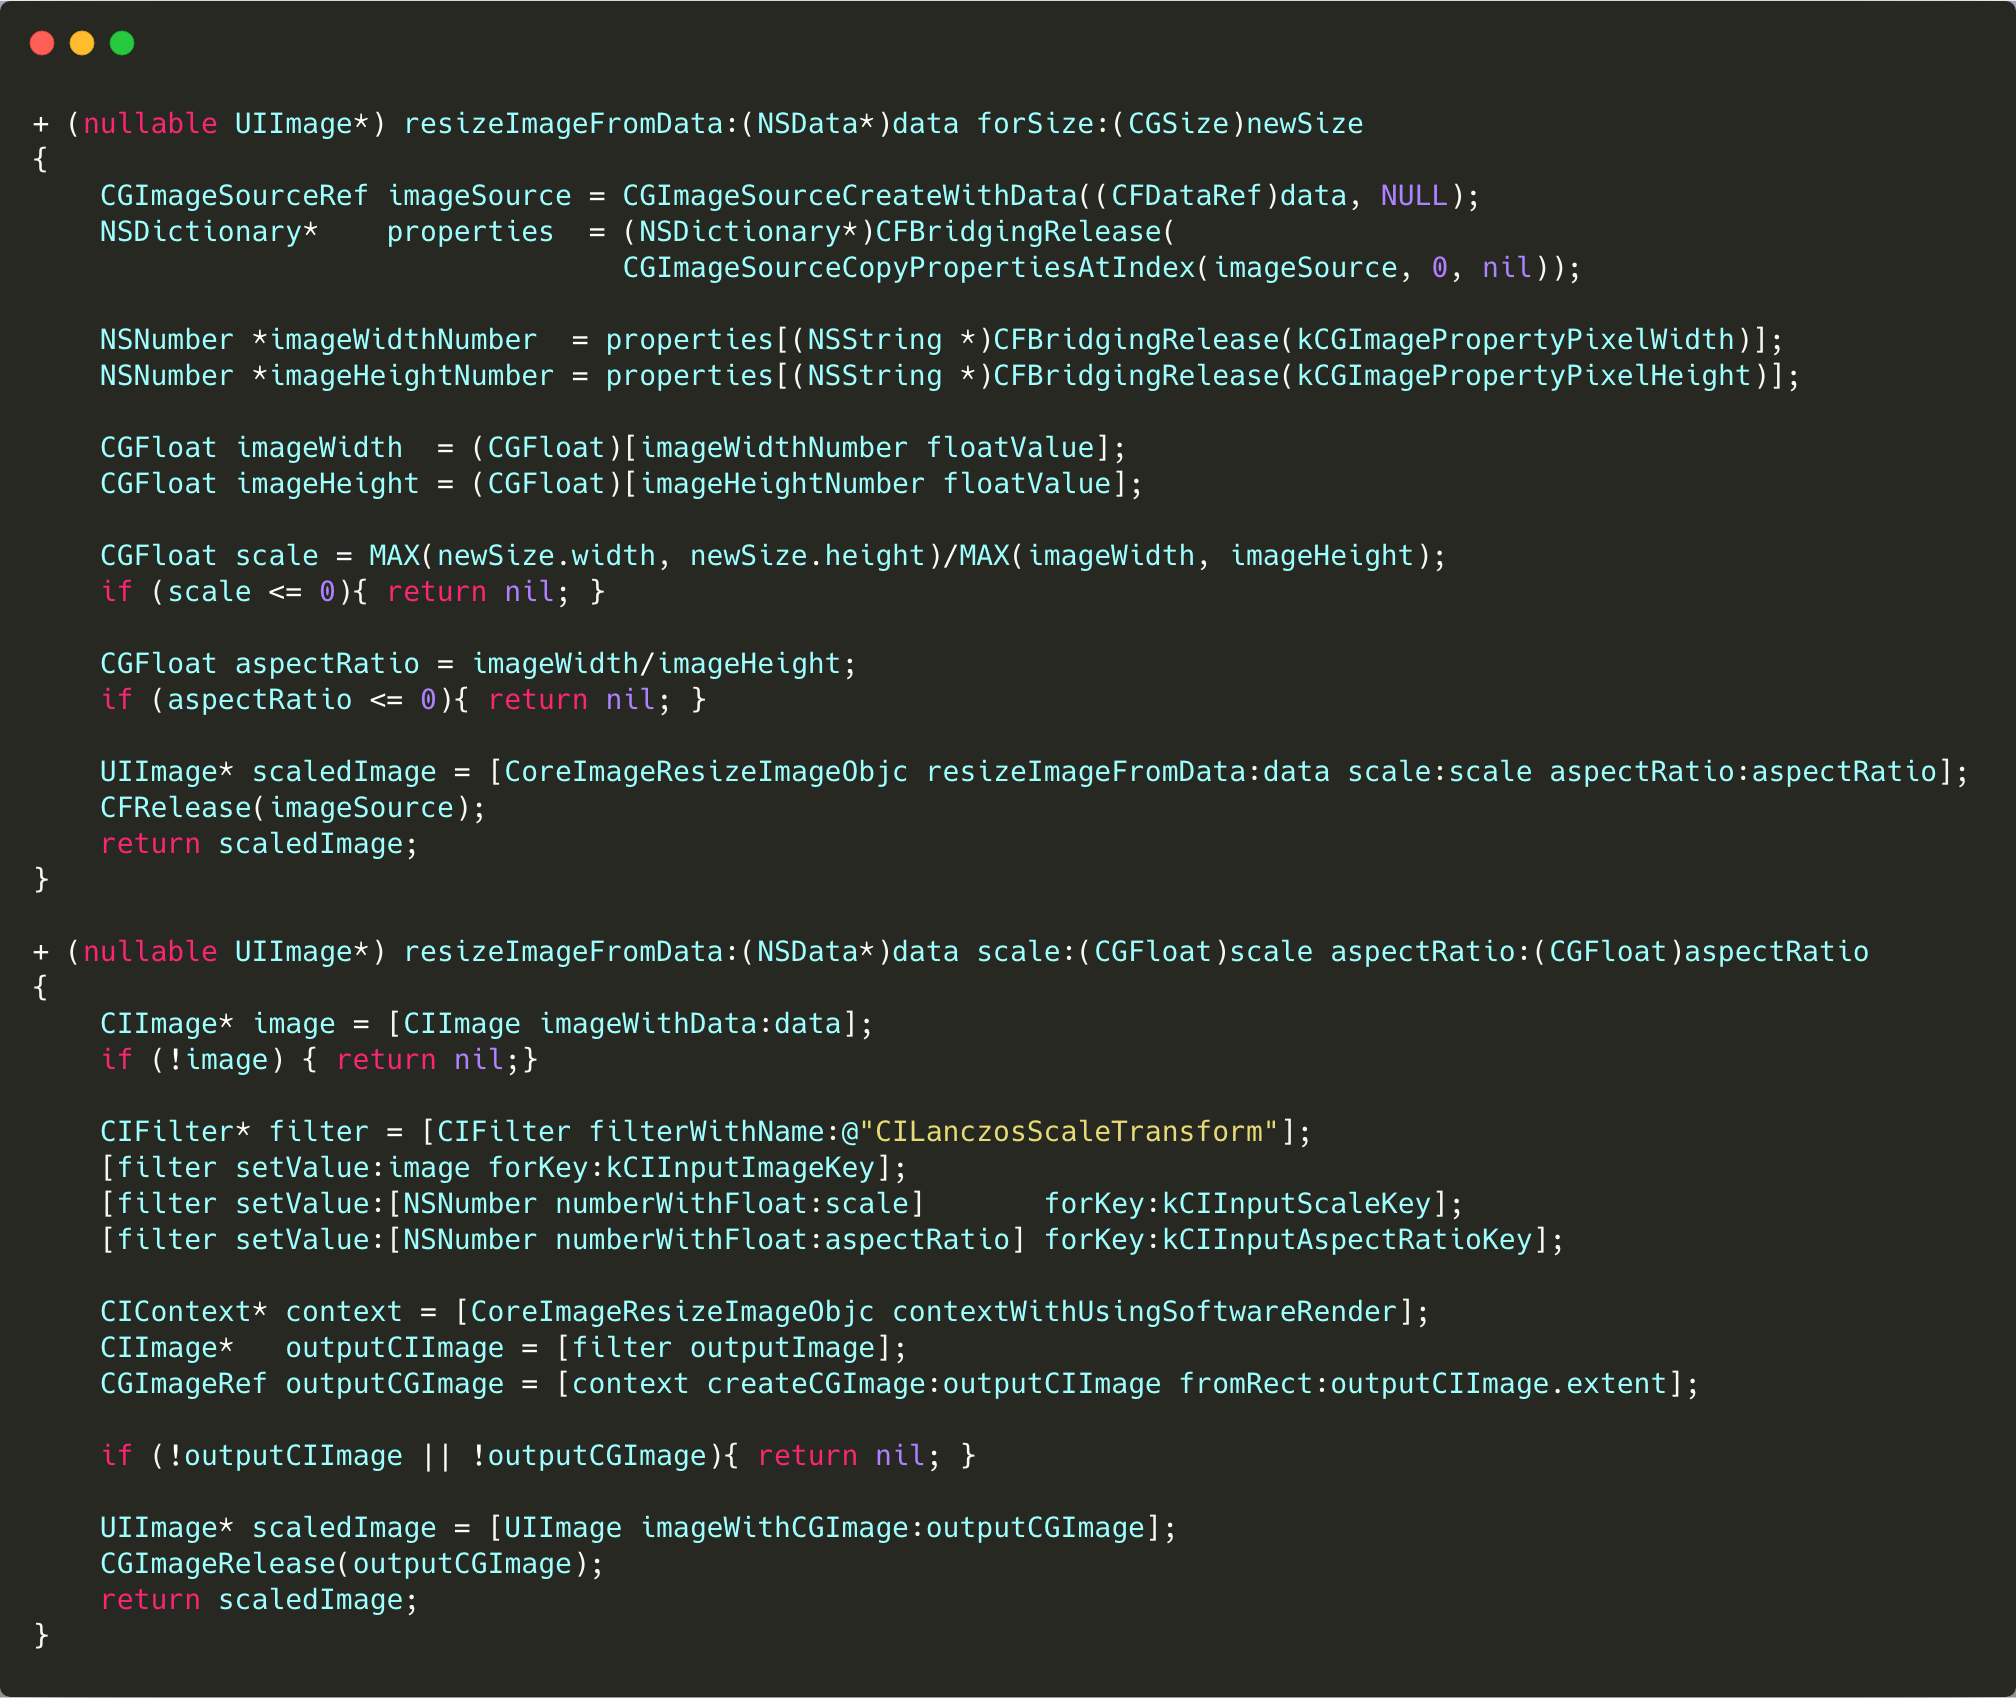 + (nullable UIImage*) resizeImageFromData:(NSData*)data forSize:(CGSize)newSize
{
    CGImageSourceRef imageSource = CGImageSourceCreateWithData((CFDataRef)data, NULL);
    NSDictionary*    properties  = (NSDictionary*)CFBridgingRelease(
                                   CGImageSourceCopyPropertiesAtIndex(imageSource, 0, nil));

    NSNumber *imageWidthNumber  = properties[(NSString *)CFBridgingRelease(kCGImagePropertyPixelWidth)];
    NSNumber *imageHeightNumber = properties[(NSString *)CFBridgingRelease(kCGImagePropertyPixelHeight)];

    CGFloat imageWidth  = (CGFloat)[imageWidthNumber floatValue];
    CGFloat imageHeight = (CGFloat)[imageHeightNumber floatValue];

    CGFloat scale = MAX(newSize.width, newSize.height)/MAX(imageWidth, imageHeight);
    if (scale <= 0){ return nil; }

    CGFloat aspectRatio = imageWidth/imageHeight;
    if (aspectRatio <= 0){ return nil; }

    UIImage* scaledImage = [CoreImageResizeImageObjc resizeImageFromData:data scale:scale aspectRatio:aspectRatio];
    CFRelease(imageSource);
    return scaledImage;
}

+ (nullable UIImage*) resizeImageFromData:(NSData*)data scale:(CGFloat)scale aspectRatio:(CGFloat)aspectRatio
{
    CIImage* image = [CIImage imageWithData:data];
    if (!image) { return nil;}

    CIFilter* filter = [CIFilter filterWithName:@"CILanczosScaleTransform"];
    [filter setValue:image forKey:kCIInputImageKey];
    [filter setValue:[NSNumber numberWithFloat:scale]       forKey:kCIInputScaleKey];
    [filter setValue:[NSNumber numberWithFloat:aspectRatio] forKey:kCIInputAspectRatioKey];

    CIContext* context = [CoreImageResizeImageObjc contextWithUsingSoftwareRender];
    CIImage*   outputCIImage = [filter outputImage];
    CGImageRef outputCGImage = [context createCGImage:outputCIImage fromRect:outputCIImage.extent];

    if (!outputCIImage || !outputCGImage){ return nil; }

    UIImage* scaledImage = [UIImage imageWithCGImage:outputCGImage];
    CGImageRelease(outputCGImage);
    return scaledImage;
}